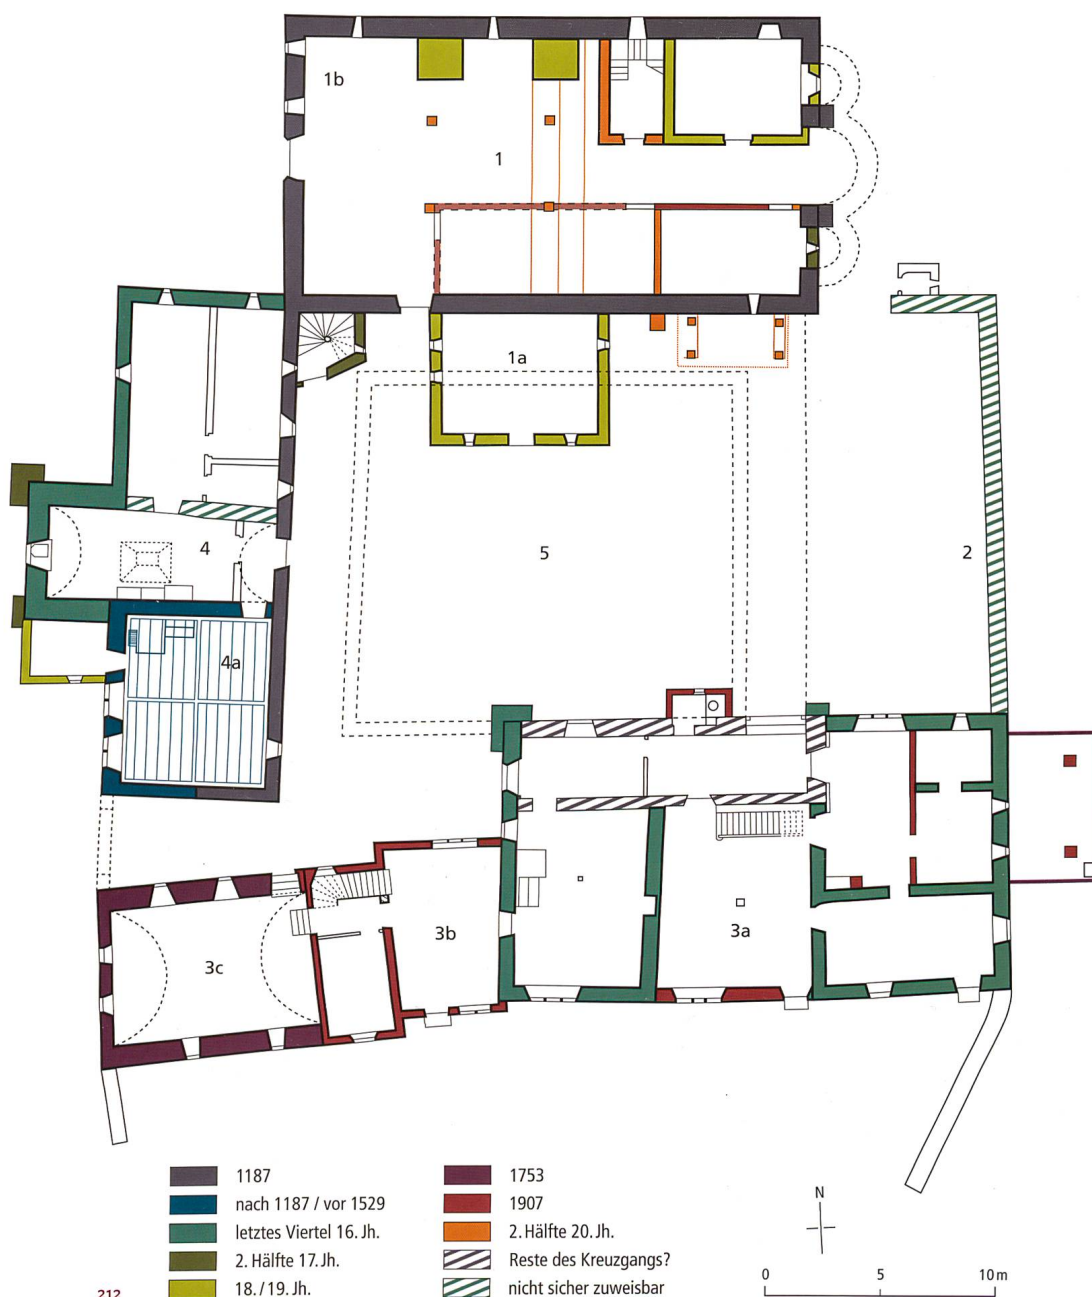 1b
1
1a
5
2
4
4a
3a
3b
3c
1187
nach 1187 / vor 1529
letztes Viertel 16. Jh.
2. Hälfte 17. Jh.
18. / 19. Jh.
1753
1907
2. Hälfte 20. Jh.
Reste des Kreuzgangs?
nicht sicher zuweisbar
N
0 5 10 m
212